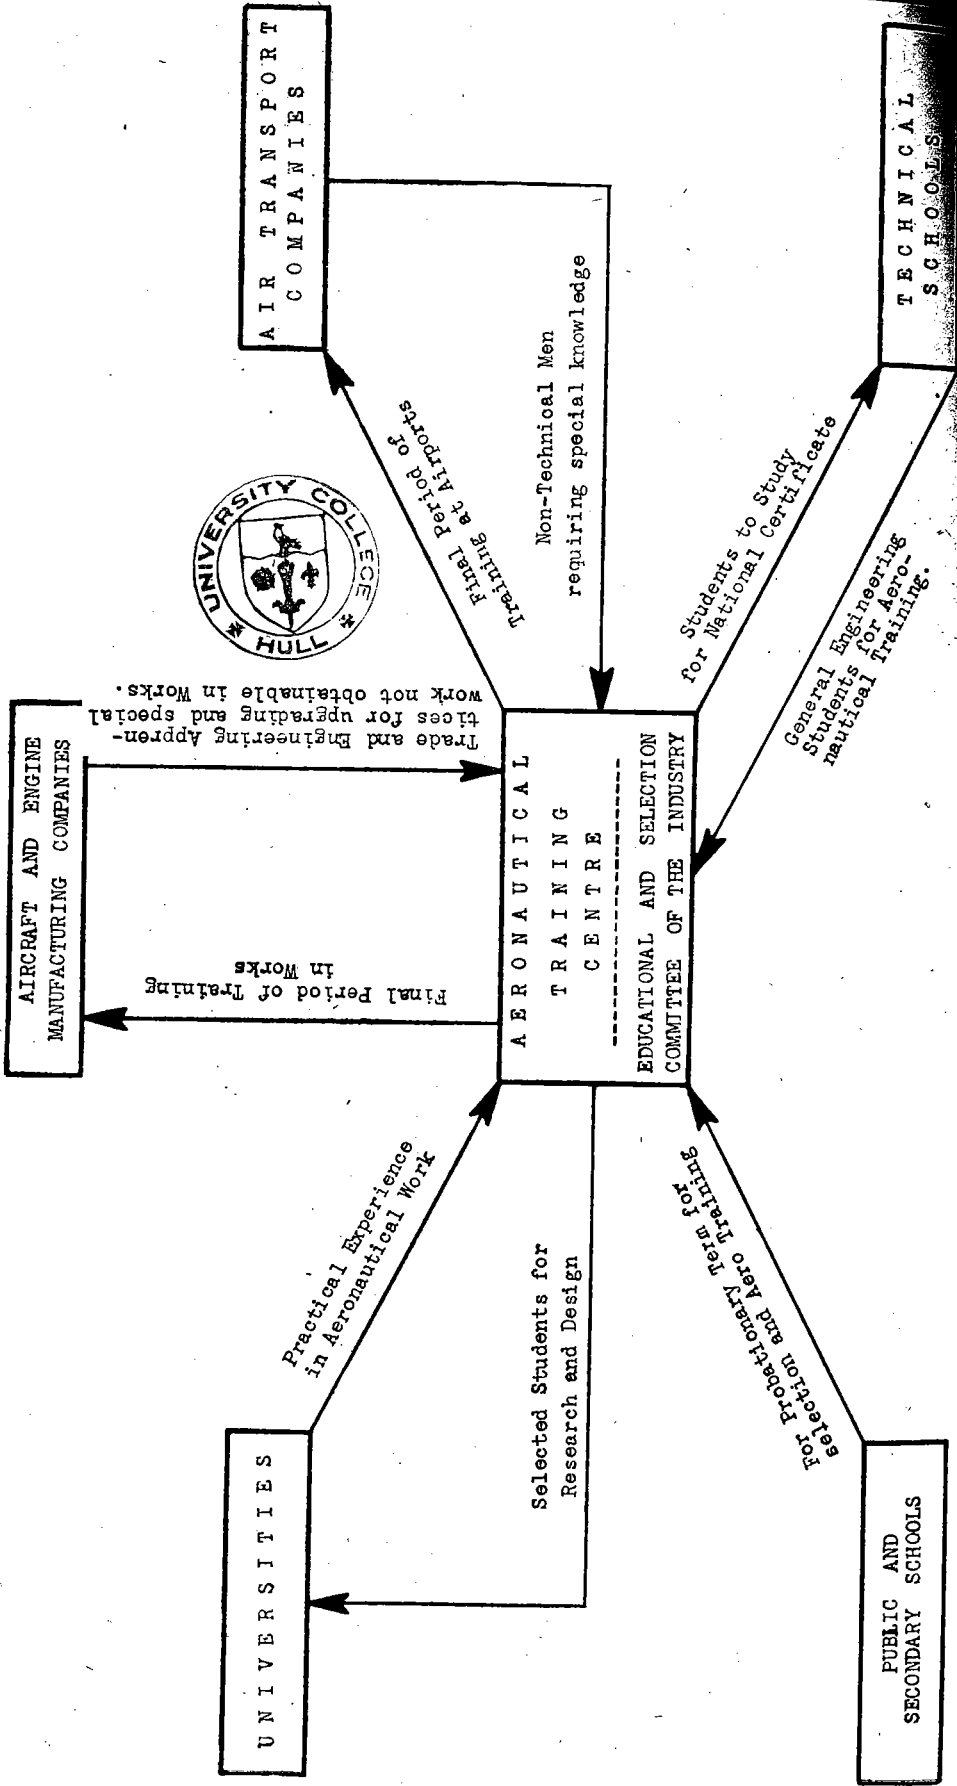 AIRCRAFT AND ENGINE
MANUFACTURING COMPANIES
UNIVERSITIES
AIR TRANSPORT
COMPANIES
Practical Experience
in Aeronautical Work
Final Period of Training
in Works
Trade and Engineering Appren-
tices for upgrading and special
work not obtainable in Works.
UNIVERSITY COLLEGE
HULL
Final Period of
Training at Airports
Selected Students for
Research and Design
AERONAUTICAL
TRAINING
CENTRE
EDUCATIONAL AND SELECTION
COMMITTEE OF THE INDUSTRY
Non-Technical Men
requiring special knowledge
For Probationary Term for
selection and Aero Training
Students to Study
for National Certificate
General Engineering
Students for Aero-
nautical Training.
PUBLIC AND
SECONDARY SCHOOLS
TECHNICAL
SCHOOLS